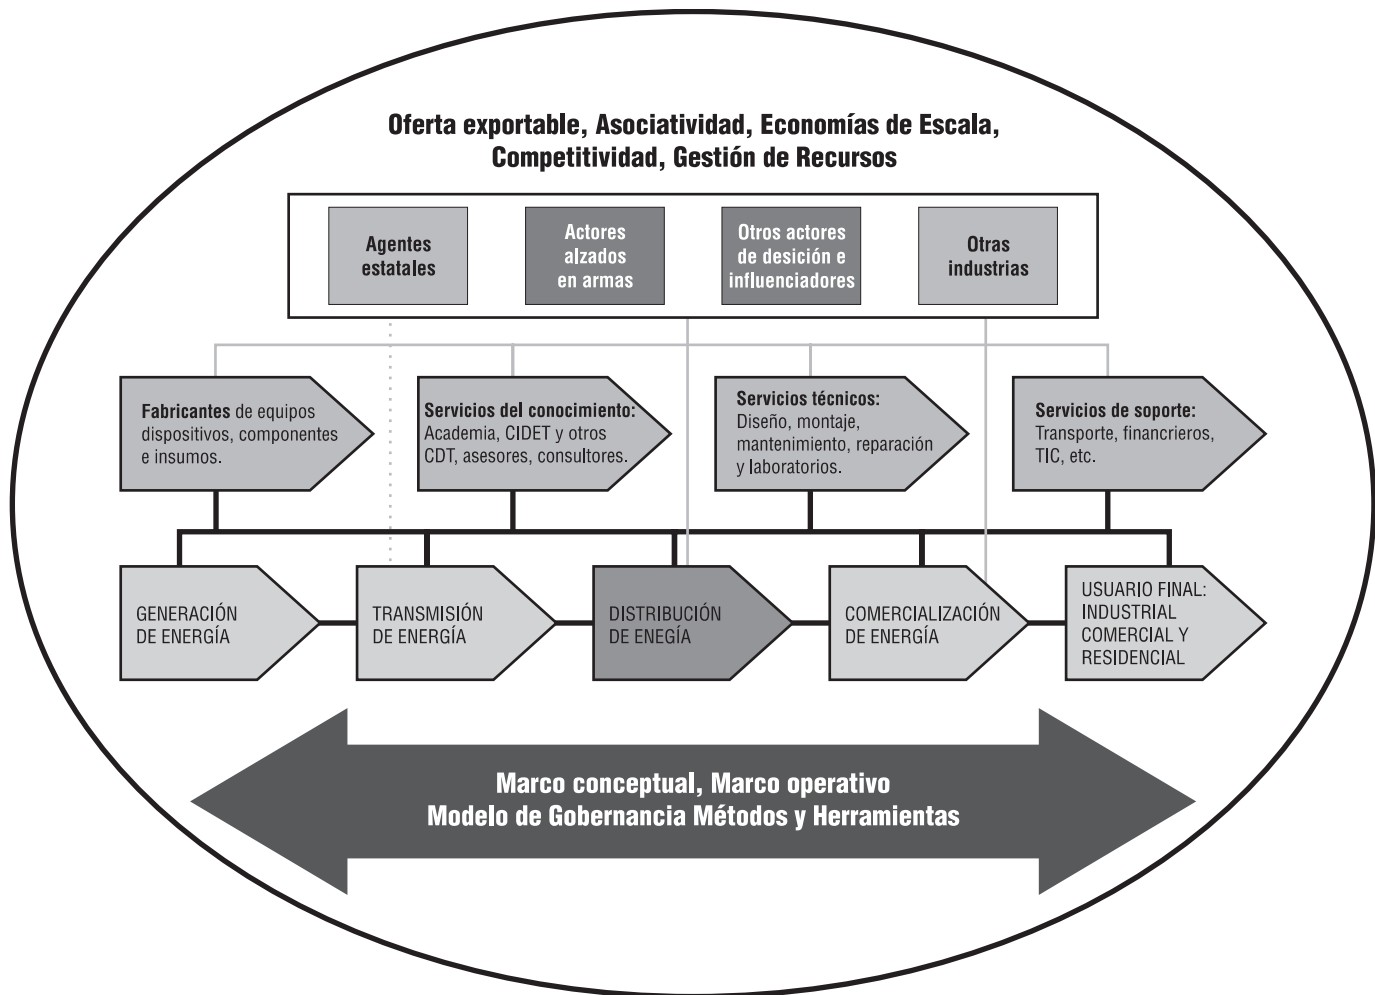 Oferta exportable, Asociatividad, Economías de Escala,
Competitividad, Gestión de Recursos
Agentes
estatales
Actores
alzados
en armas
Otros actores
de desición e
influenciadores
Otras
industrias
Fabricantes de equipos
dispositivos, componentes
e insumos.
Servicios del conocimiento:
Academia, CIDET y otros
CDT, asesores, consultores.
Servicios técnicos:
Diseño, montaje,
mantenimiento, reparación
y laboratorios.
Servicios de soporte:
Transporte, financrieros,
TIC, etc.
GENERACIÓN
DE ENERGÍA
TRANSMISIÓN
DE ENERGÍA
DISTRIBUCIÓN
DE ENEGÍA
COMERCIALIZACIÓN
DE ENERGÍA
USUARIO FINAL:
INDUSTRIAL
COMERCIAL Y
RESIDENCIAL
Marco conceptual, Marco operativo
Modelo de Gobernancia Métodos y Herramientas